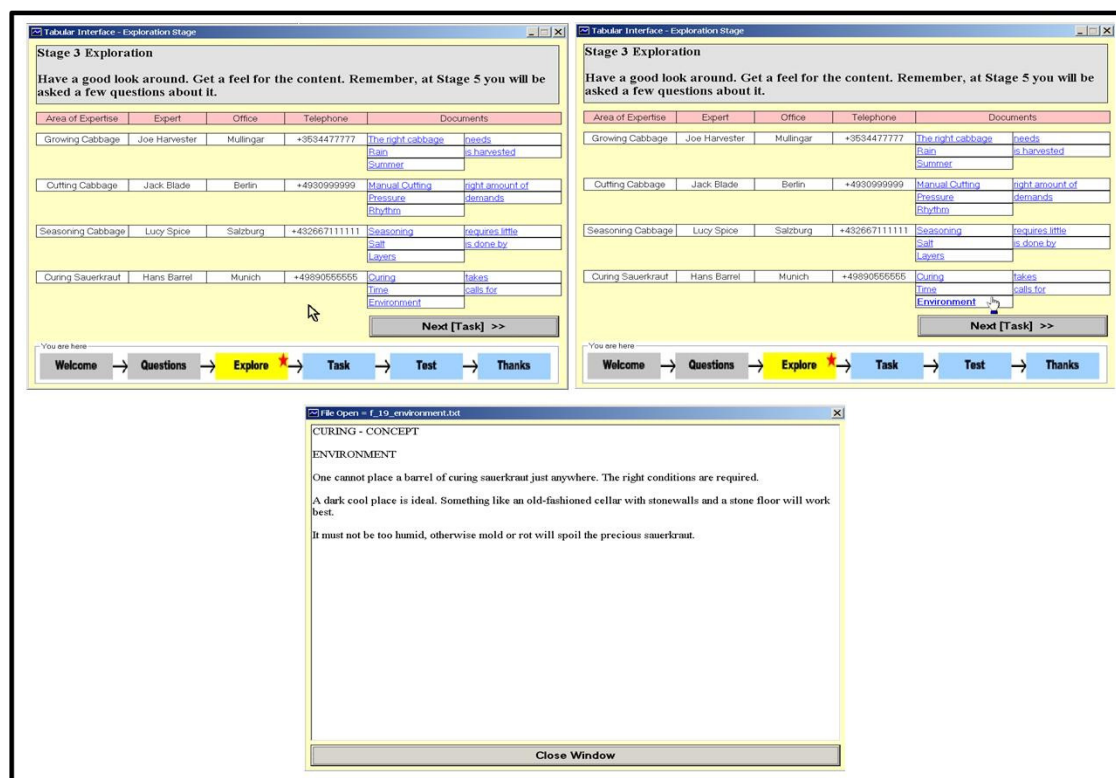 Tabular Interface - Exploration Stage
Stage 3 Exploration
Have a good look around. Get a feel for the content. Remember, at Stage 5 you will be
asked a few questions about it.
Area of Expertise Expert Office Telephone Documents
Growing Cabbage Joe Harvester Mullingar +3534477777 The right cabbage needs
Rain is harvested
Summer
Cutting Cabbage Jack Blade Berlin +4930999999 Manual Cutting right amount of
Pressure demands
Rhythm
Seasoning Cabbage Lucy Spice Salzburg +432667111111 Seasoning requires little
Salt is done by
Layers
Curing Sauerkraut Hans Barrel Munich +49890555555 Curing takes
Time calls for
Environment
Next [Task] >>
You are here
Welcome Questions Explore Task Test Thanks
Tabular Interface - Exploration Stage
Stage 3 Exploration
Have a good look around. Get a feel for the content. Remember, at Stage 5 you will be
asked a few questions about it.
Area of Expertise Expert Office Telephone Documents
Growing Cabbage Joe Harvester Mullingar +3534477777 The right cabbage needs
Rain is harvested
Summer
Cutting Cabbage Jack Blade Berlin +4930999999 Manual Cutting right amount of
Pressure demands
Rhythm
Seasoning Cabbage Lucy Spice Salzburg +432667111111 Seasoning requires little
Salt is done by
Layers
Curing Sauerkraut Hans Barrel Munich +49890555555 Curing takes
Time calls for
Environment
Next [Task] >>
You are here
Welcome Questions Explore Task Test Thanks
File Open = f_19_environment.txt
CURING - CONCEPT
ENVIRONMENT
One cannot place a barrel of curing sauerkraut just anywhere. The right conditions are required.
A dark cool place is ideal. Something like an old-fashioned cellar with stonewalls and a stone floor will work
best.
It must not be too humid, otherwise mold or rot will spoil the precious sauerkraut.
Close Window